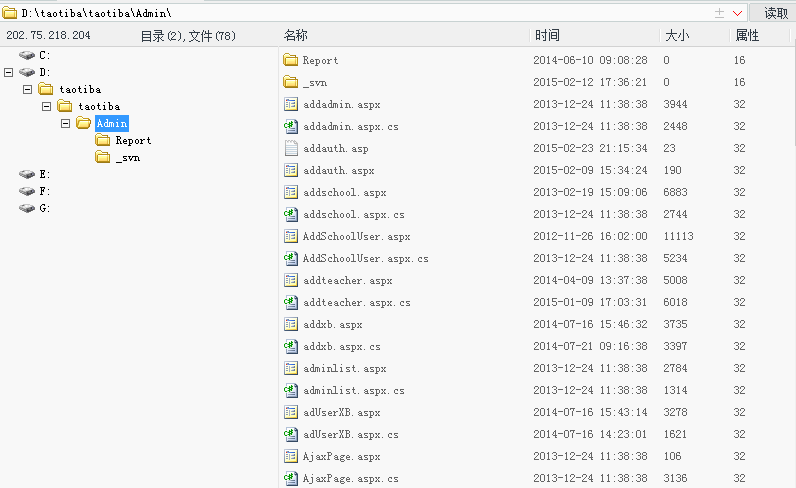 D:\taotiba\taotiba\Admin\ 读取
202.75.218.204 目录(2),文件(78) 名称 时间 大小 属性
C:
D:
taotiba
taotiba
Admin
Report
_svn
E:
F:
G:
Report 2014-06-10 09:08:28 0 16
_svn 2015-02-12 17:36:21 0 16
addadmin.aspx 2013-12-24 11:38:38 3944 32
addadmin.aspx.cs 2013-12-24 11:38:38 2448 32
addauth.asp 2015-02-23 21:15:34 23 32
addauth.aspx 2015-02-09 15:34:24 190 32
addschool.aspx 2013-02-19 15:09:06 6883 32
addschool.aspx.cs 2013-12-24 11:38:38 2744 32
AddSchoolUser.aspx 2012-11-26 16:02:00 11113 32
AddSchoolUser.aspx.cs 2013-12-24 11:38:38 5234 32
addteacher.aspx 2014-04-09 13:37:38 5008 32
addteacher.aspx.cs 2015-01-09 17:03:31 6018 32
addxb.aspx 2014-07-16 15:46:32 3735 32
addxb.aspx.cs 2014-07-21 09:16:38 3397 32
adminlist.aspx 2013-12-24 11:38:38 2784 32
adminlist.aspx.cs 2013-12-24 11:38:38 1314 32
adUserXB.aspx 2014-07-16 15:43:14 3278 32
adUserXB.aspx.cs 2014-07-16 14:23:01 1621 32
AjaxPage.aspx 2013-12-24 11:38:38 106 32
AjaxPage.aspx.cs 2013-12-24 11:38:38 3136 32